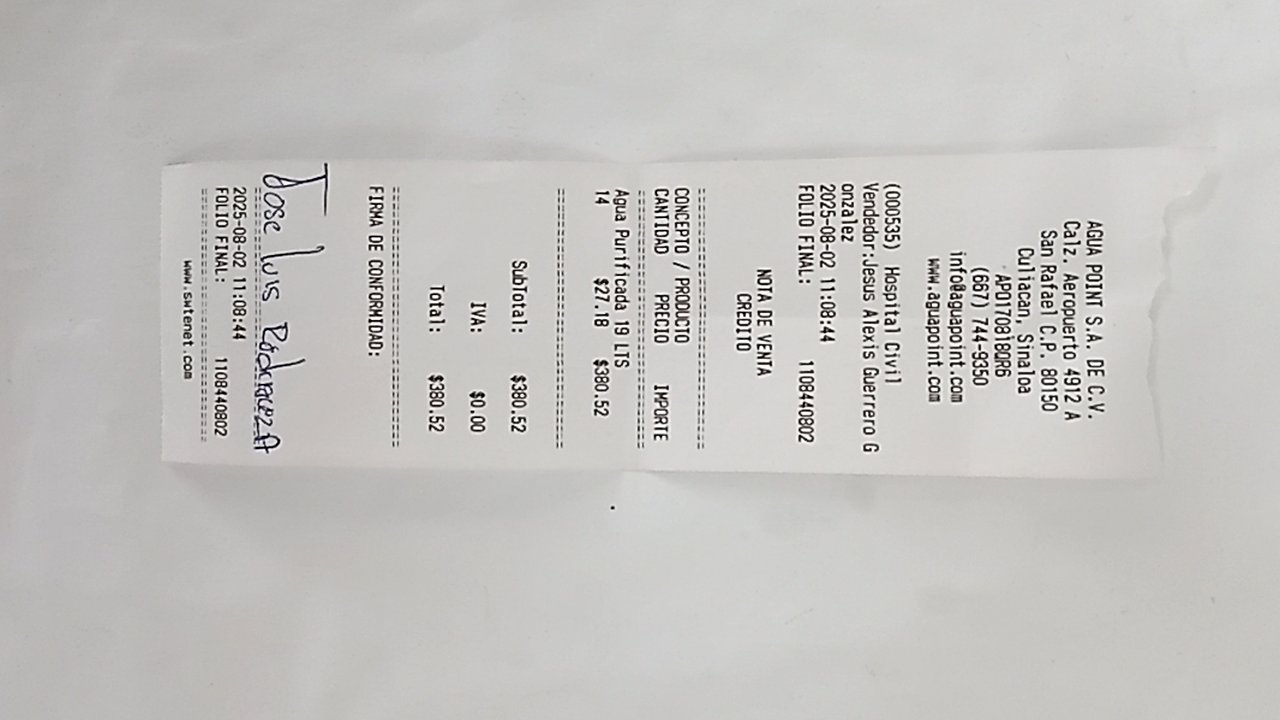 AGUA POINT S.A. DE C.V.
Calz. Aeropuerto 4912 A
San Rafael C.P. 80150
Culiacan, Sinaloa
APO170818QR6
(667) 744-9350
info@aguapoint.com
www.aguapoint.com
(000535) Hospital Civil
Vendedor:Jesus Alexis Guerrero G
onzalez
2025-08-02 11:08:44
FOLIO FINAL: 1108440802
NOTA DE VENTA
CREDITO
CONCEPTO / PRODUCTO
CANTIDAD PRECIO IMPORTE
Agua Purificada 19 LTS
14 $27.18 $380.52
SubTotal: $380.52
IVA: $0.00
Total: $380.52
FIRMA DE CONFORMIDAD:
Jose luis
2025-08-02 11:08:44
FOLIO FINAL: 1108440802
www.swtenet.com